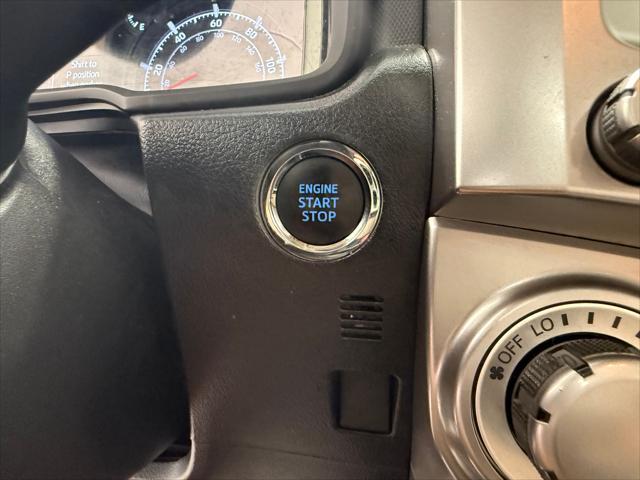 E
20 40 60 80 100
Shift to
P position
ENGINE
START
STOP
OFF LO